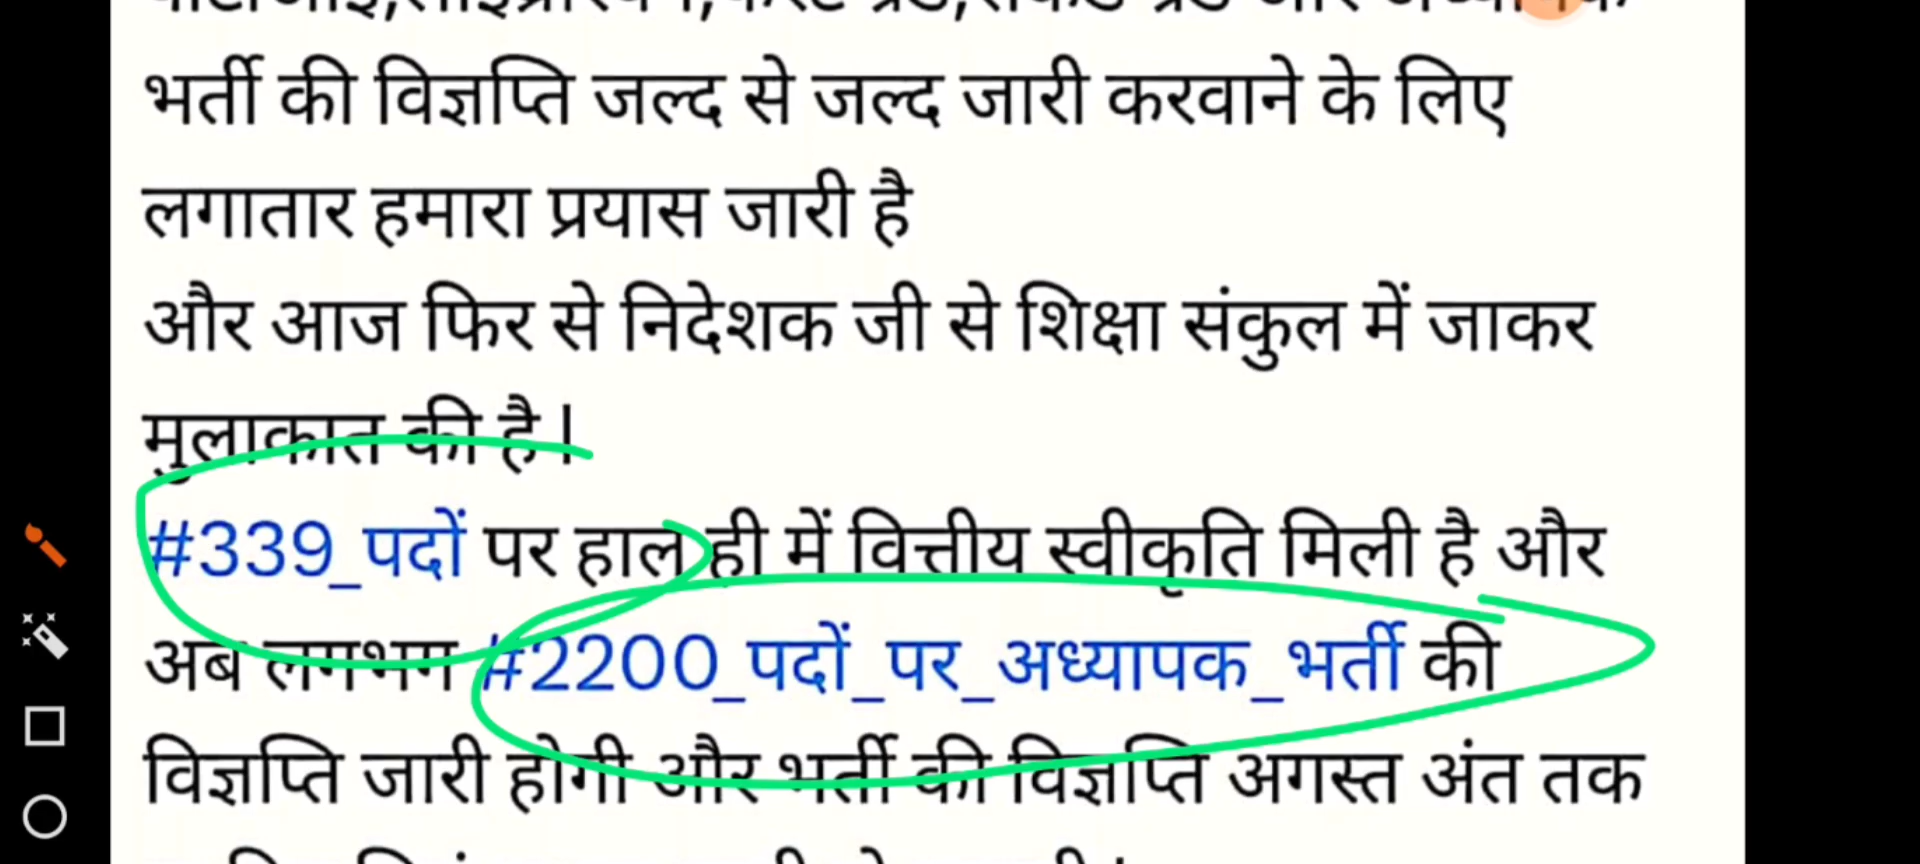 भर्ती की विज्ञप्ति जल्द से जल्द जारी करवाने के लिए
लगातार हमारा प्रयास जारी है
और आज फिर से निदेशक जी से शिक्षा संकुल में जाकर
मुलाकात की है l
#339_पदों पर हाल ही में वित्तीय स्वीकृति मिली है और
अब लगभग #2200_पदों_पर_अध्यापक_भर्ती की
विज्ञप्ति जारी होगी और भर्ती की विज्ञप्ति अगस्त अंत तक